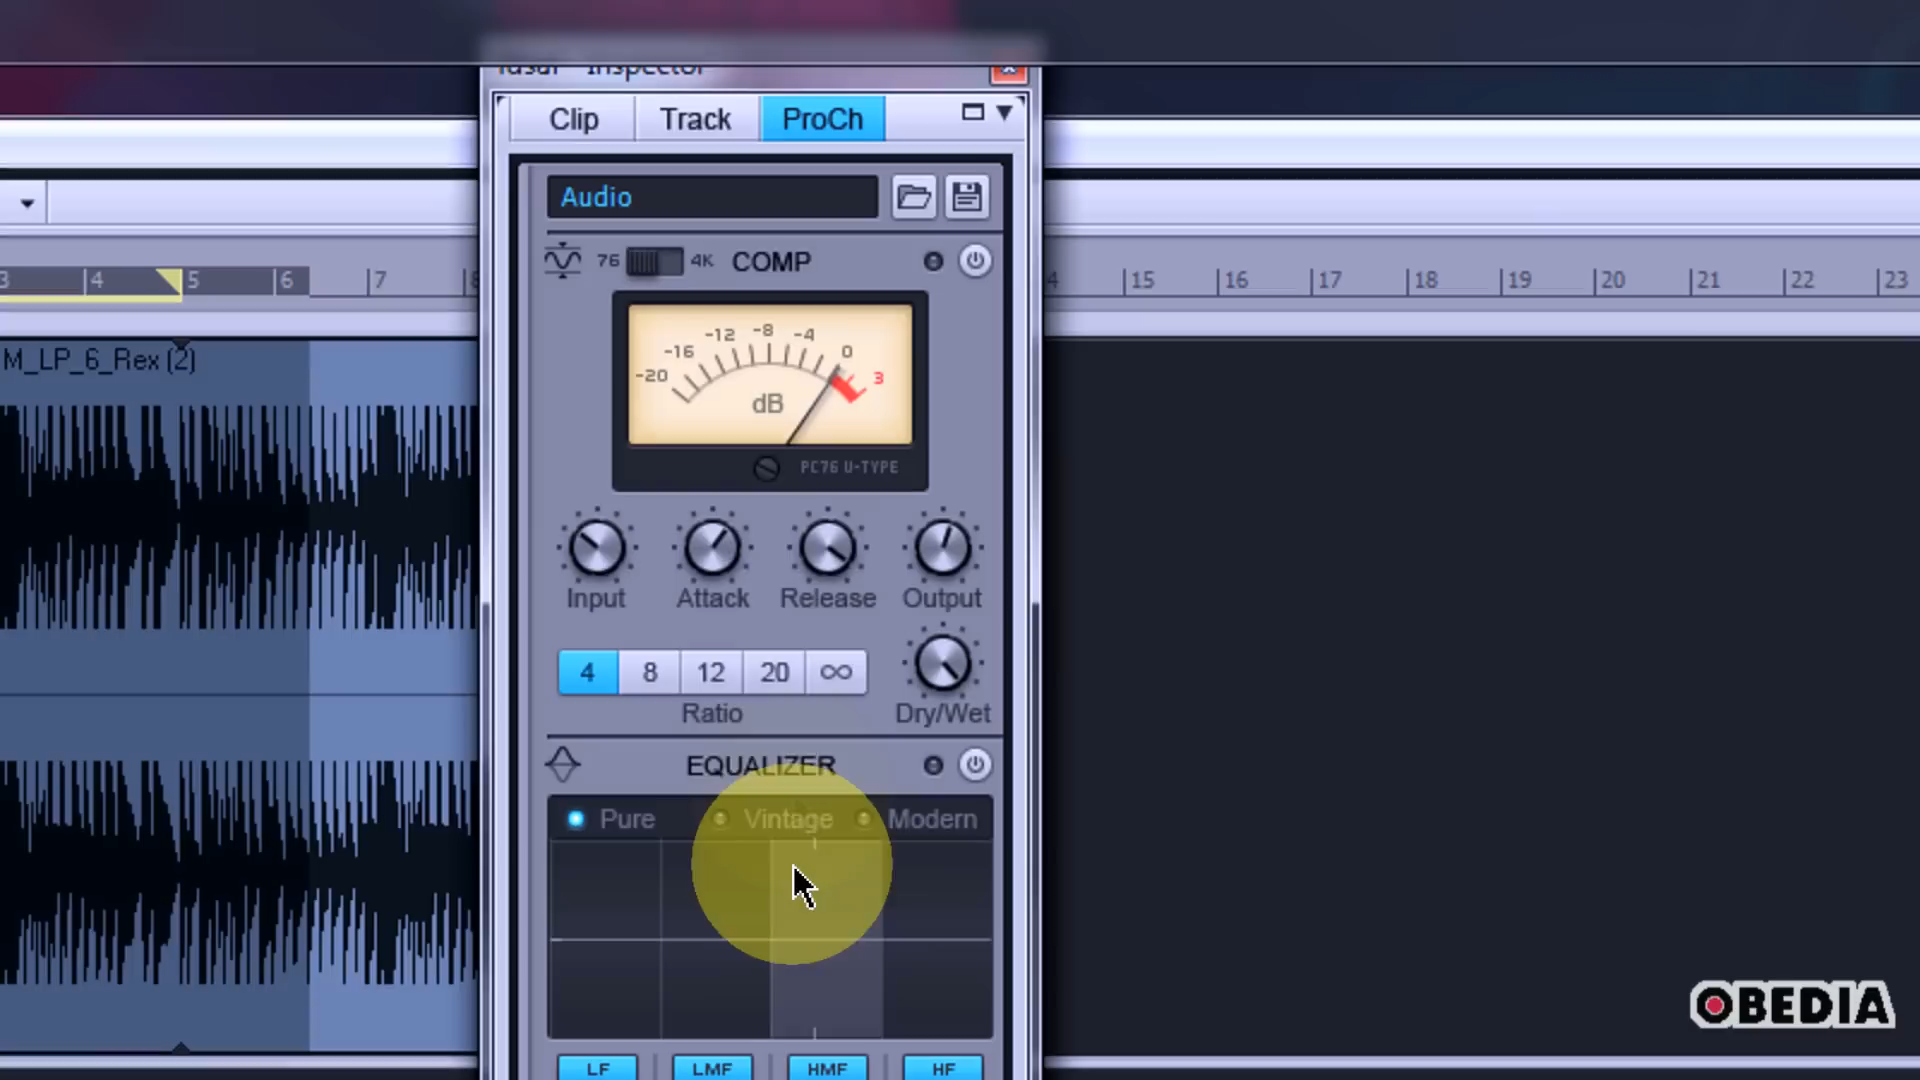 Inspector
Clip Track ProCh
Audio
76 4K COMP
3 4 5 6 7 8
4 15 16 17 18 19 20 21 22 23
M_LP_6_Rex (2)
-20 -16 -12 -8 -4 0 3
dB
PC76 U-TYPE
Input Attack Release Output
4 8 12 20 ∞
Ratio Dry/Wet
EQUALIZER
Pure Vintage Modern
OBEDIA
LF LMF HMF HF